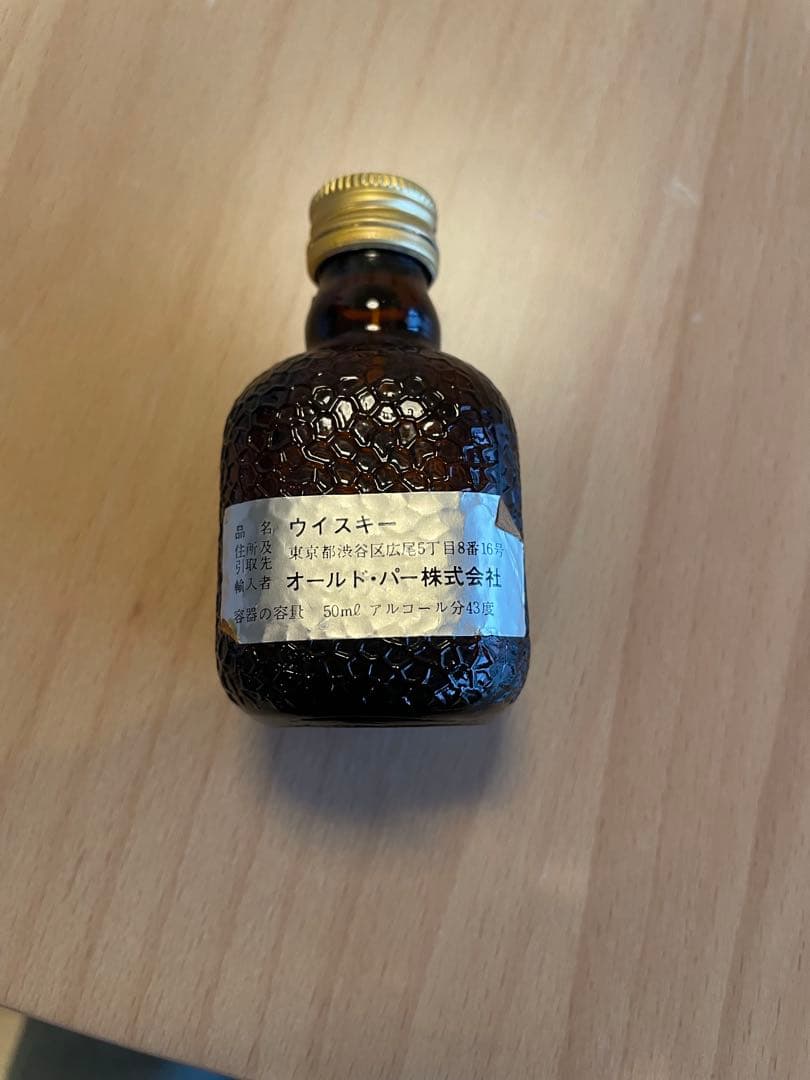 品名 ウイスキー
住所及 東京都渋谷区広尾5丁目8番16号
引取先
輸入者 オールド・パー株式会社
容器の容量 50mℓ アルコール分43度